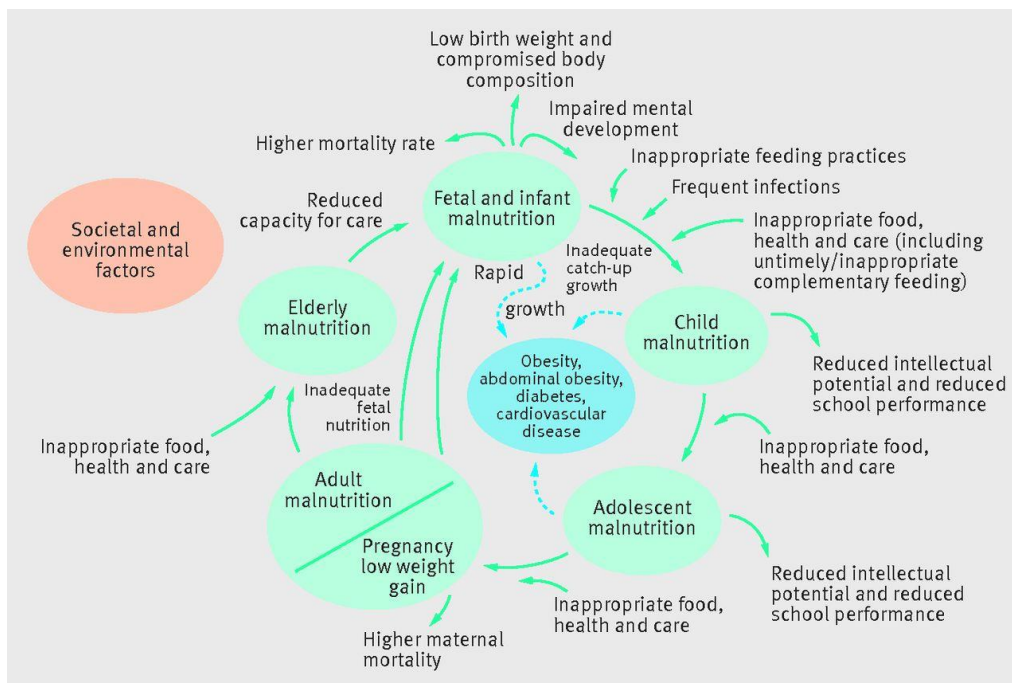 Low birth weight and
compromised body
composition
Impaired mental
development
Higher mortality rate
Inappropriate feeding practices
Frequent infections
Fetal and infant
malnutrition
Reduced
capacity for care
Inappropriate food,
health and care (including
untimely/inappropriate
complementary feeding)
Societal and
environmental
factors
Inadequate
catch-up
growth
Rapid
growth
Elderly
malnutrition
Child
malnutrition
Obesity,
abdominal obesity,
diabetes,
cardiovascular
disease
Reduced intellectual
potential and reduced
school performance
Inadequate
fetal
nutrition
Inappropriate food,
health and care
Inappropriate food,
health and care
Adult
malnutrition
Pregnancy
low weight
gain
Adolescent
malnutrition
Reduced intellectual
potential and reduced
school performance
Inappropriate food,
health and care
Higher maternal
mortality